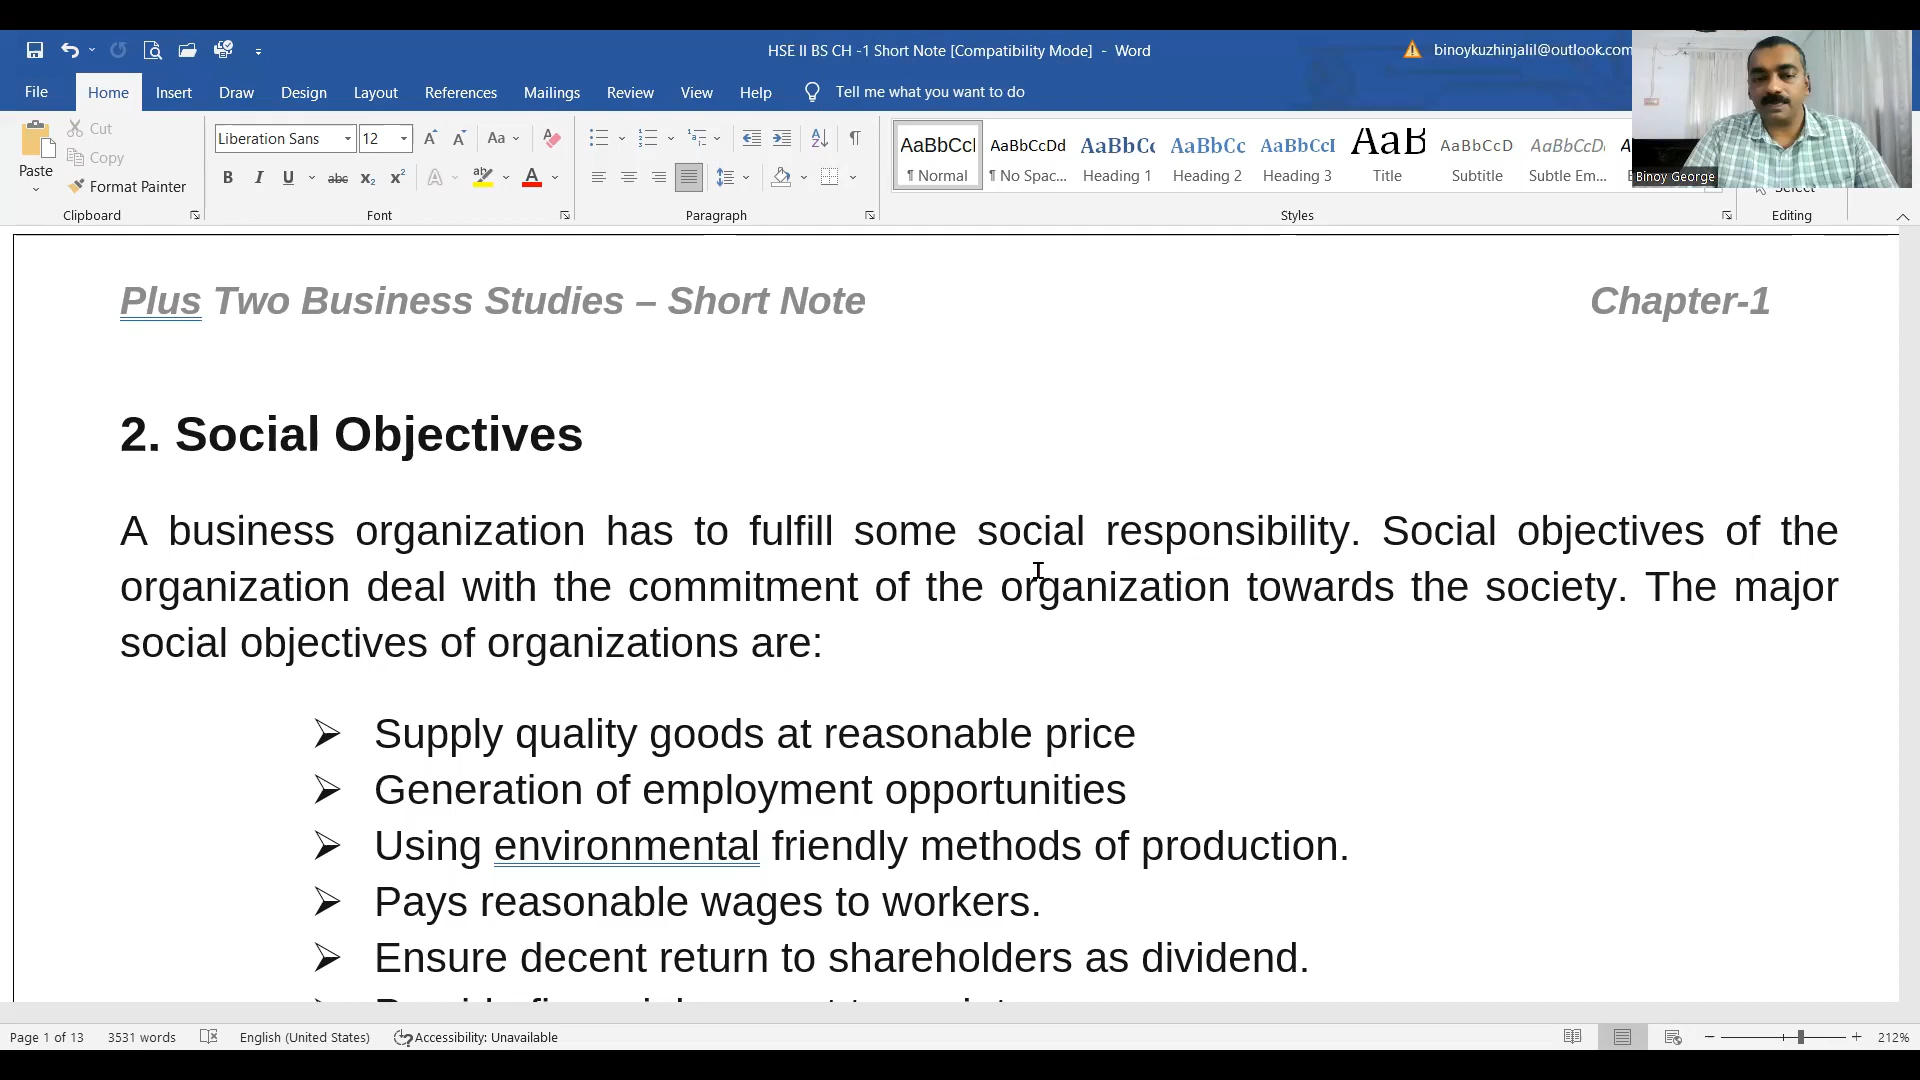 HSE II BS CH -1 Short Note [Compatibility Mode] - Word
binoykuzhinjalil@outlook.com
File Home Insert Draw Design Layout References Mailings Review View Help Tell me what you want to do
Paste
Cut
Copy
Format Painter
Clipboard
Liberation Sans 12
Font
Paragraph
AaBbCcI AaBbCcDd AaBbCc AaBbCc AaBbCcI AaB AaBbCcD AaBbCcD
¶ Normal ¶ No Spac... Heading 1 Heading 2 Heading 3 Title Subtitle Subtle Em...
Styles
Select
Editing
Binoy George
Plus Two Business Studies – Short Note Chapter-1
2. Social Objectives
A business organization has to fulfill some social responsibility. Social objectives of the
organization deal with the commitment of the organization towards the society. The major
social objectives of organizations are:
➢ Supply quality goods at reasonable price
➢ Generation of employment opportunities
➢ Using environmental friendly methods of production.
➢ Pays reasonable wages to workers.
➢ Ensure decent return to shareholders as dividend.
Page 1 of 13 3531 words English (United States) Accessibility: Unavailable 212%